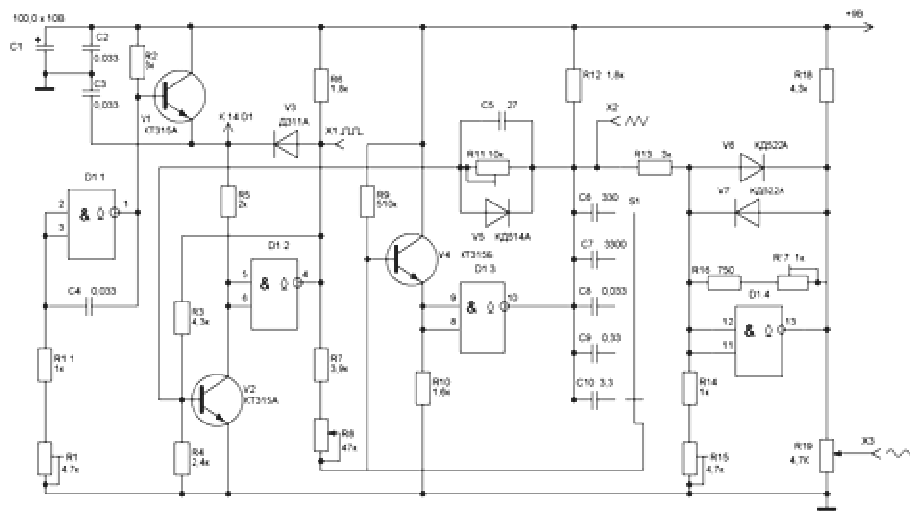 100,0 x 10В
C1
+
C2
0,033
C3
0,033
R2
3к
V1
КТ315А
К 14 D1
V3
Д311А
X1
R6
1,8к
R12 1,8к
X2
C5
27
R11 10к
V5
КД514А
R13 3к
+9В
R18
4,3к
V6
КД522А
V7
КД522А
D1.1
2
3
&
1
R5
2к
R9
510к
C6 330
S1
C7 3300
C8 0,033
C9 0,33
C10 3,3
V4
КТ315Б
D1.3
9
8
&
10
D1.2
5
6
&
4
R16 750
R17 1к
D1.4
12
11
&
13
C4 0,033
R3
4,3к
R1.1
1к
V2
КТ315А
R7
3,9к
R10
1,6к
R14
1к
R1
4,7к
R4
2,4к
R8
47к
R15
4,7к
R19
4,7К
X3